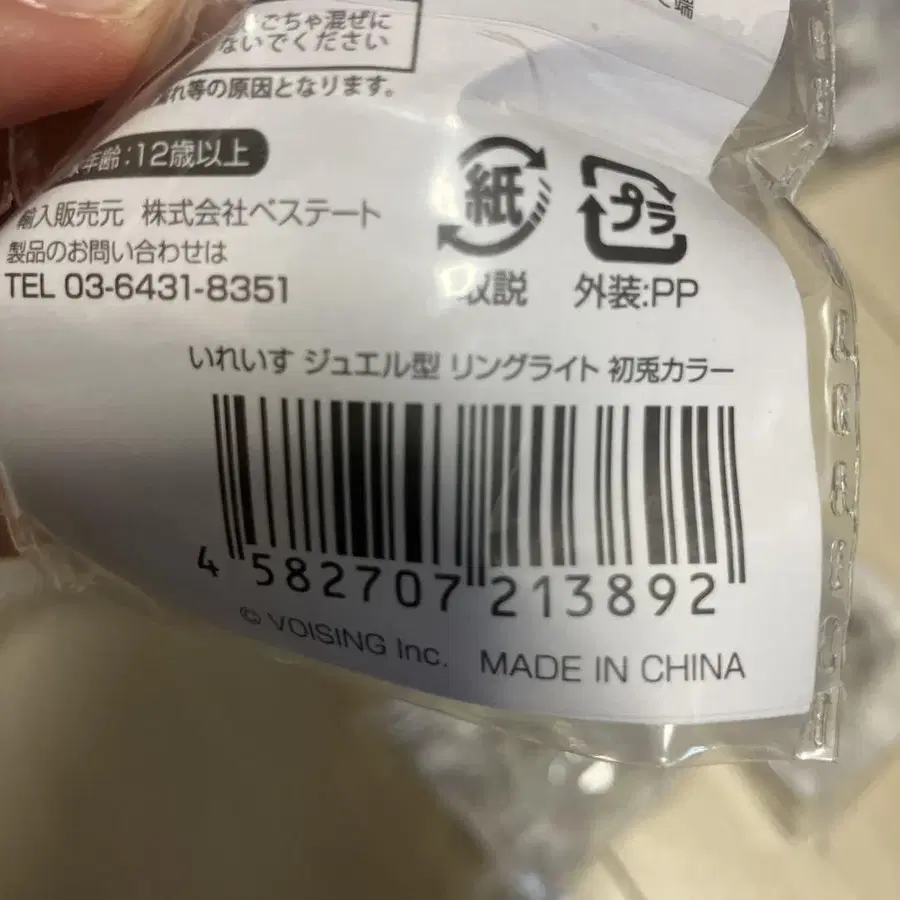 端
ごちゃ混ぜに
ないでください
れ等の原因となります。
年齢:12歳以上
輸入販売元 株式会社ベステート
製品のお問い合わせは
TEL 03-6431-8351
紙
プラ
取説
外装:PP
いれいす ジュエル型 リングライト 初兎カラー
4 582707 213892
© VOISING Inc. MADE IN CHINA